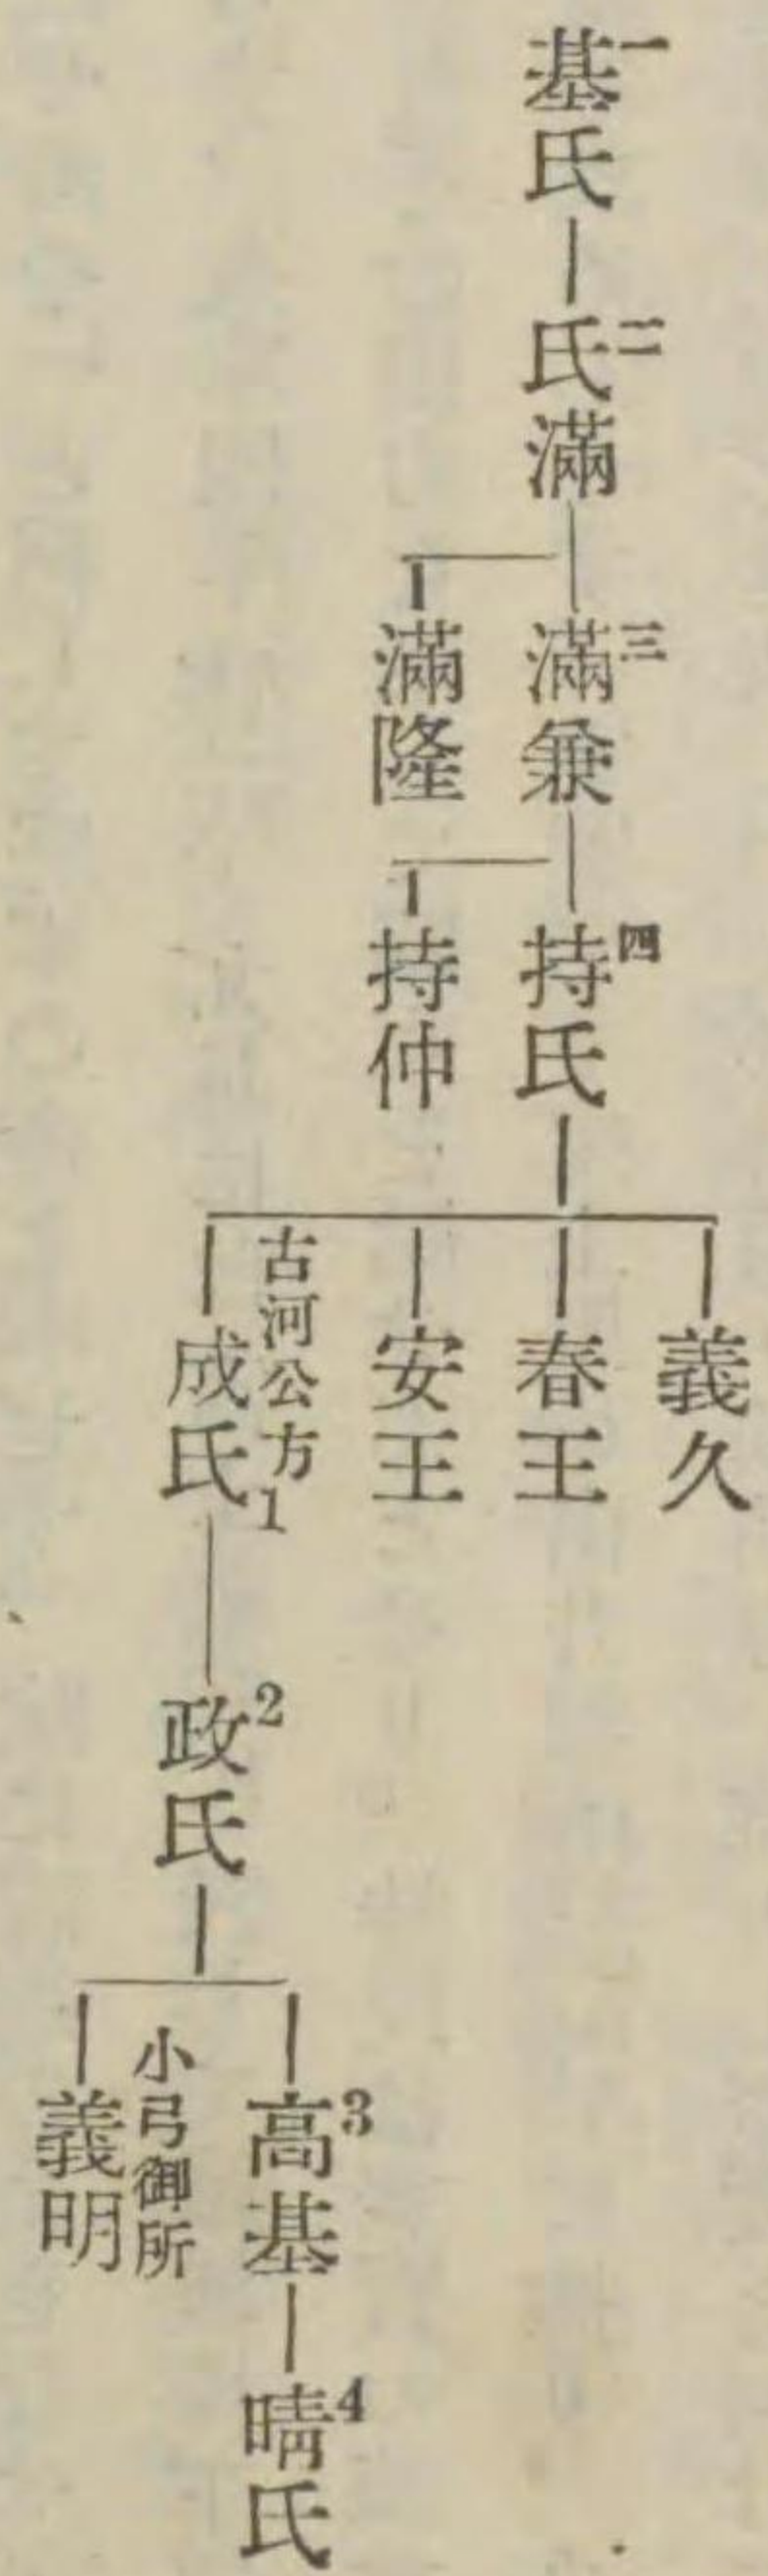 一
基氏
二
氏滿
三
滿兼
滿隆
四
持氏
持仲
義久
春王
安王
古河公方1
成氏
2
政氏
3
高基
小弓御所
義明
4
晴氏